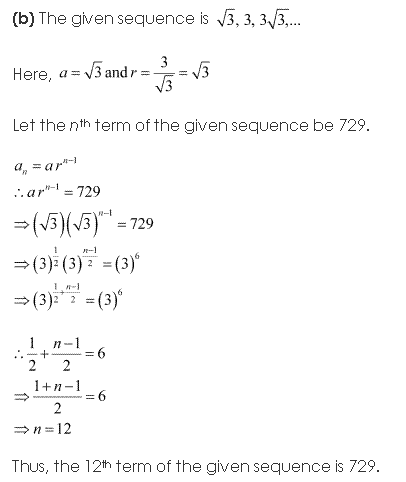 (b) The given sequence is √3, 3, 3√3,...
Here, a = √3 and r = 3/√3 = √3
Let the nth term of the given sequence be 729.
aₙ = ar^(n−1)
∴ ar^(n−1) = 729
⇒ (√3)(√3)^(n−1) = 729
⇒ (3)^(1/2) (3)^((n−1)/2) = (3)^6
⇒ (3)^(1/2 + (n−1)/2) = (3)^6
∴ 1/2 + (n−1)/2 = 6
⇒ (1+n−1)/2 = 6
⇒ n = 12
Thus, the 12th term of the given sequence is 729.